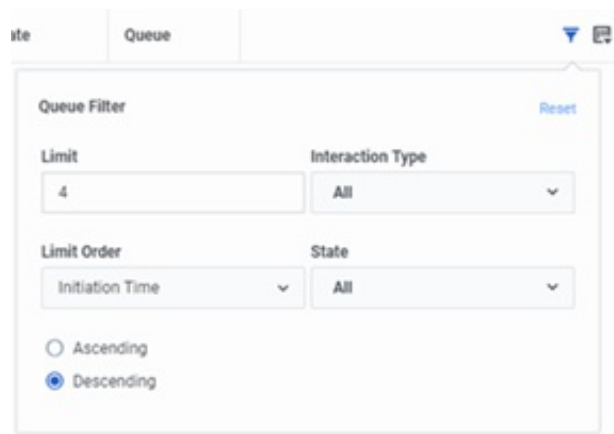 ate Queue
Queue Filter Reset
Limit Interaction Type
4 All
Limit Order State
Initiation Time All
Ascending
Descending